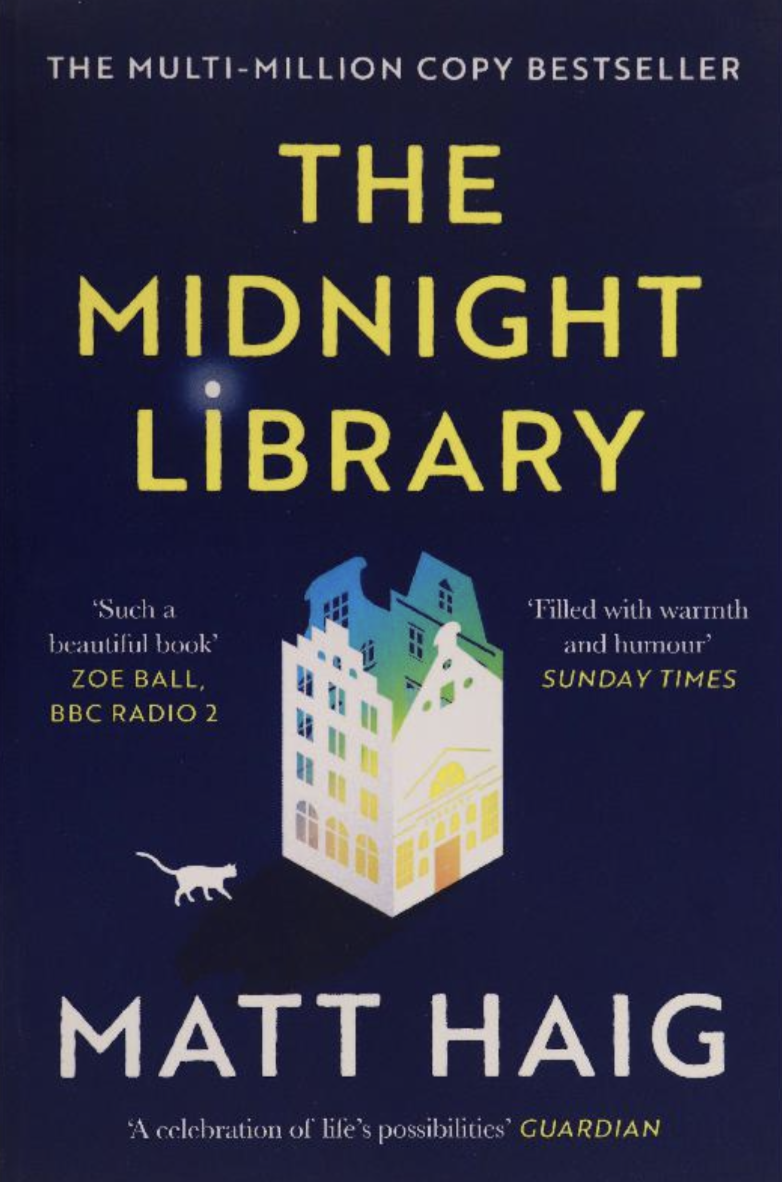 THE MULTI-MILLION COPY BESTSELLER
THE
MIDNIGHT
LiBRARY
‘Such a
beautiful book’
ZOE BALL,
BBC RADIO 2
‘Filled with warmth
and humour’
SUNDAY TIMES
MATT HAIG
‘A celebration of life’s possibilities’ GUARDIAN